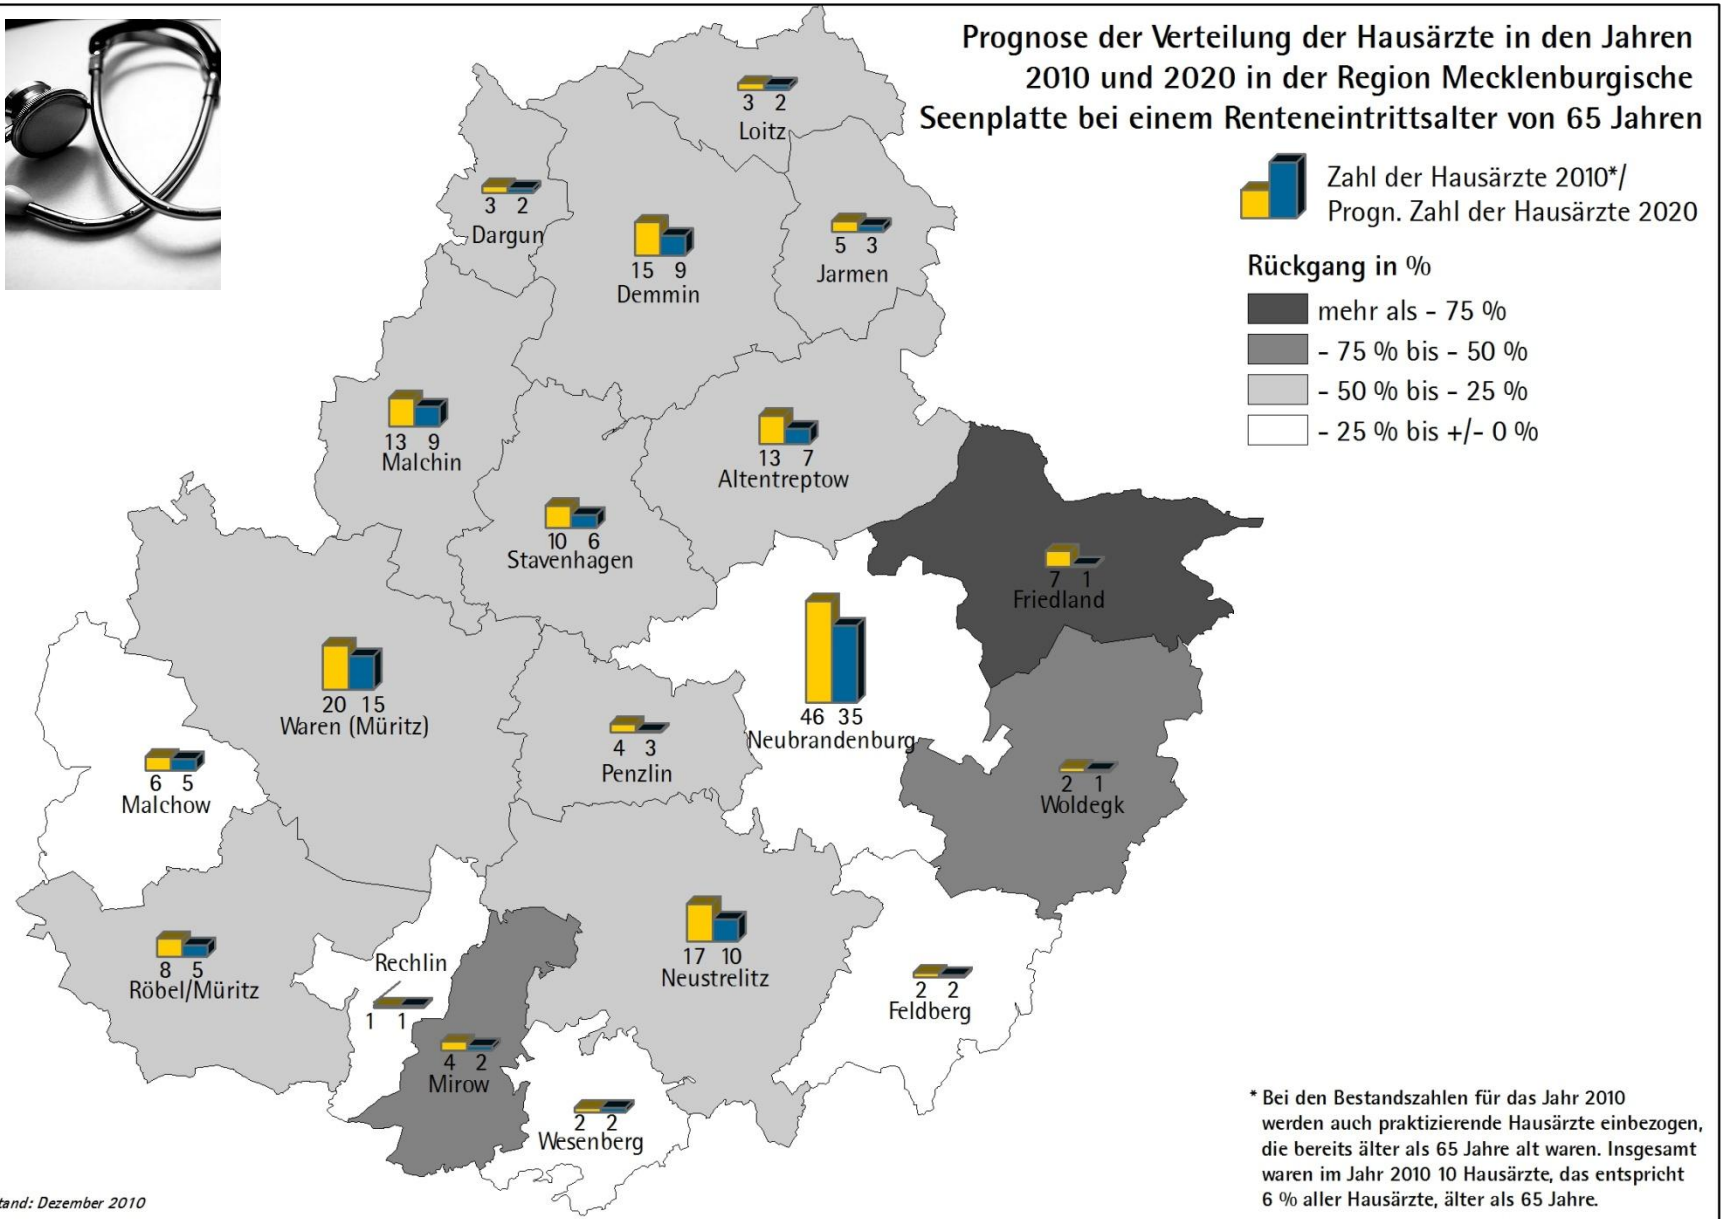 Prognose der Verteilung der Hausärzte in den Jahren
2010 und 2020 in der Region Mecklenburgische
Seenplatte bei einem Renteneintrittsalter von 65 Jahren
Zahl der Hausärzte 2010*/
Progn. Zahl der Hausärzte 2020
Rückgang in %
mehr als - 75 %
- 75 % bis - 50 %
- 50 % bis - 25 %
- 25 % bis +/- 0 %
3 2
Loitz
3 2
Dargun
15 9
Demmin
5 3
Jarmen
13 9
Malchin
13 7
Altentreptow
10 6
Stavenhagen
7 1
Friedland
20 15
Waren (Müritz)
4 3
Penzlin
46 35
Neubrandenburg
6 5
Malchow
2 1
Woldegk
8 5
Röbel/Müritz
Rechlin
1 1
17 10
Neustrelitz
2 2
Feldberg
4 2
Mirow
2 2
Wesenberg
* Bei den Bestandszahlen für das Jahr 2010
werden auch praktizierende Hausärzte einbezogen,
die bereits älter als 65 Jahre alt waren. Insgesamt
waren im Jahr 2010 10 Hausärzte, das entspricht
6 % aller Hausärzte, älter als 65 Jahre.
tand: Dezember 2010